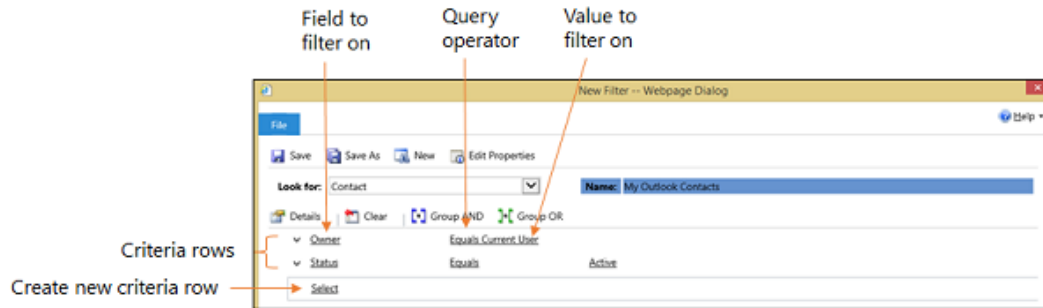 Field to
filter on
Query
operator
Value to
filter on
New Filter -- Webpage Dialog
File
Help
Save Save As New Edit Properties
Look for: Contact Name: My Outlook Contacts
Details Clear Group AND Group OR
Criteria rows
Owner Equals Current User
Status Equals Active
Create new criteria row
Select